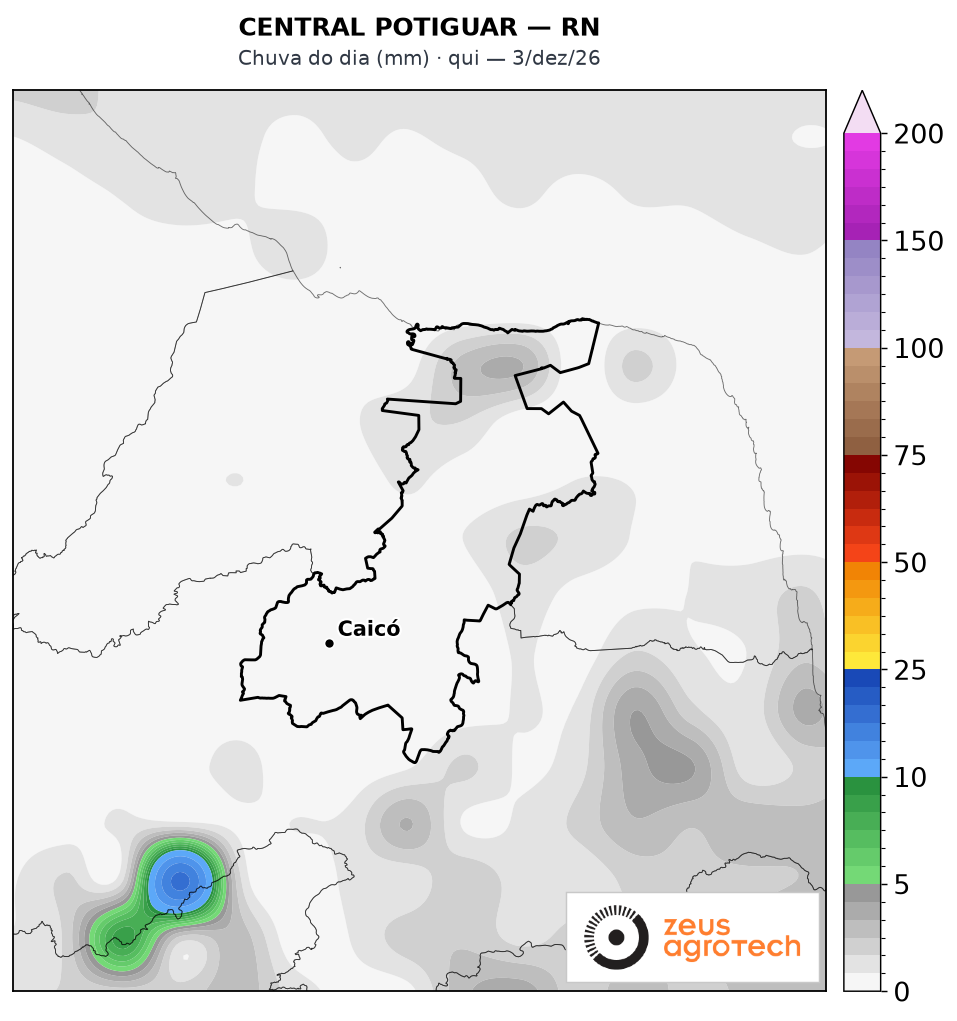 CENTRAL POTIGUAR — RN
Chuva do dia (mm) · qui — 3/dez/26
200
150
100
75
50
25
10
5
0
Caicó
zeus
agrotech